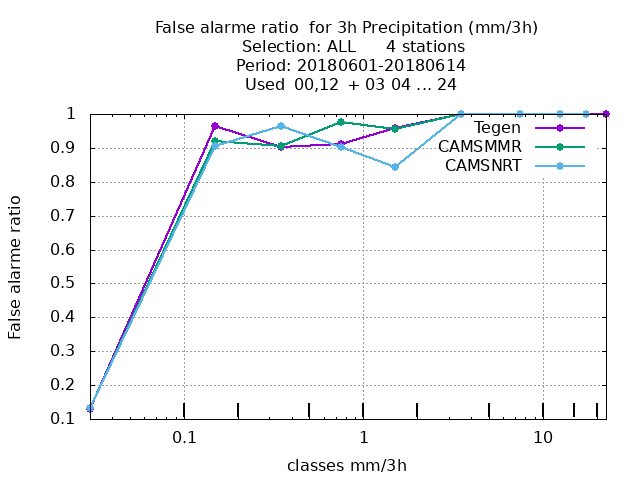 False alarme ratio  for 3h Precipitation (mm/3h)
Selection: ALL      4 stations
Period: 20180601-20180614
Used  00,12  + 03 04 ... 24
1
0.9
0.8
0.7
0.6
0.5
0.4
0.3
0.2
0.1
False alarme ratio
Tegen
CAMSMMR
CAMSNRT
0.1
1
10
classes mm/3h